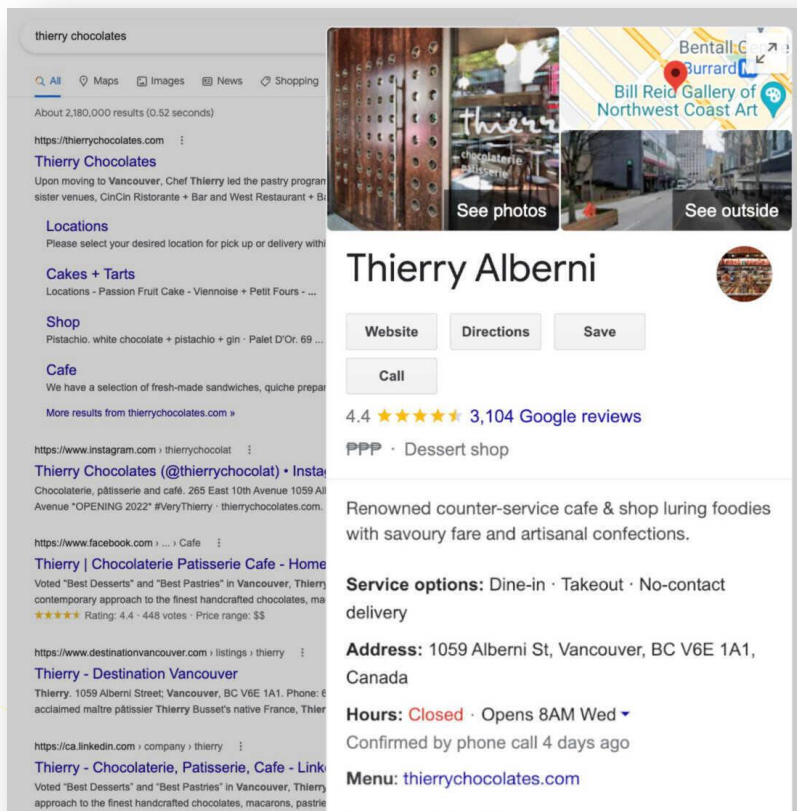 thierry chocolates
All
Maps
Images
News
Shopping
About 2,180,000 results (0.52 seconds)
https://thierrychocolates.com
Thierry Chocolates
Upon moving to Vancouver, Chef Thierry led the pastry program
sister venues, CinCin Ristorante + Bar and West Restaurant + Ba
Locations
Please select your desired location for pick up or delivery withi
Cakes + Tarts
Locations - Passion Fruit Cake - Viennoise + Petit Fours - ...
Shop
Pistachio. white chocolate + pistachio + gin · Palet D'Or. 69 ...
Cafe
We have a selection of fresh-made sandwiches, quiche prepar
More results from thierrychocolates.com »
https://www.instagram.com › thierrychocolat
Thierry Chocolates (@thierrychocolat) • Insta
Chocolaterie, pâtisserie and café. 265 East 10th Avenue 1059 Al
Avenue *OPENING 2022* #VeryThierry · thierrychocolates.com.
https://www.facebook.com › ... › Cafe
Thierry | Chocolaterie Patisserie Cafe - Home
Voted "Best Desserts" and "Best Pastries" in Vancouver, Thierry
contemporary approach to the finest handcrafted chocolates, ma
Rating: 4.4 · 448 votes · Price range: $$
https://www.destinationvancouver.com › listings › thierry
Thierry - Destination Vancouver
Thierry. 1059 Alberni Street; Vancouver, BC V6E 1A1. Phone: 6
acclaimed maître pâtissier Thierry Busset's native France, Thier
https://ca.linkedin.com › company › thierry
Thierry - Chocolaterie, Patisserie, Cafe - Link
Voted "Best Desserts" and "Best Pastries" in Vancouver, Thierry
approach to the finest handcrafted chocolates, macarons, pastrie
thierry
chocolaterie
patisserie
See photos
Bentall
Burrard M
Bill Reid Gallery of
Northwest Coast Art
See outside
Thierry Alberni
Website
Directions
Save
Call
4.4 3,104 Google reviews
₱₱₱ · Dessert shop
Renowned counter-service cafe & shop luring foodies
with savoury fare and artisanal confections.
Service options: Dine-in · Takeout · No-contact
delivery
Address: 1059 Alberni St, Vancouver, BC V6E 1A1,
Canada
Hours: Closed · Opens 8AM Wed
Confirmed by phone call 4 days ago
Menu: thierrychocolates.com